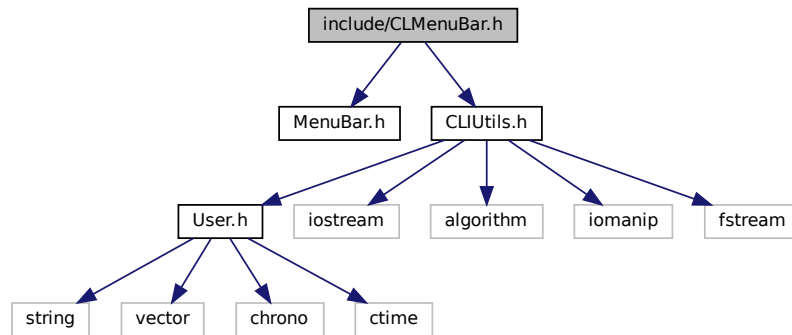 include/CLMenuBar.h
MenuBar.h
CLIUtils.h
User.h
iostream
algorithm
iomanip
fstream
string
vector
chrono
ctime